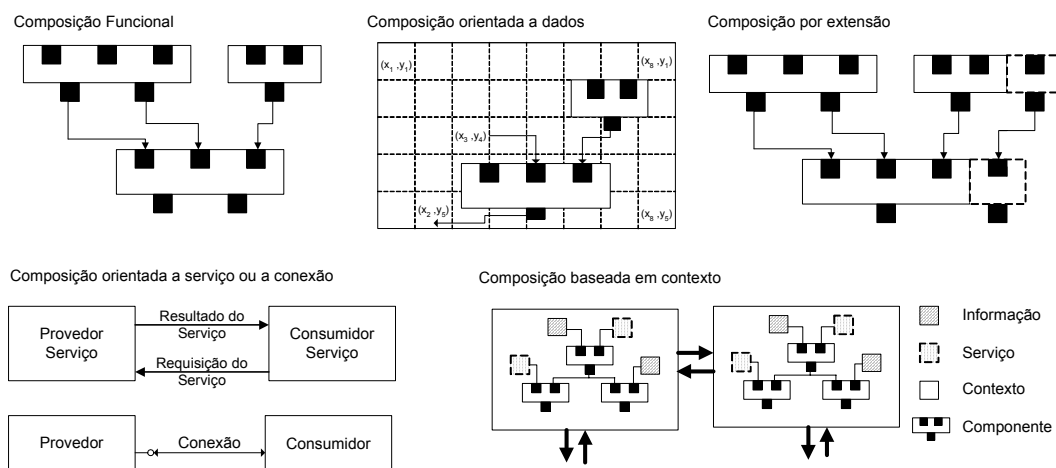 Composição Funcional
Composição orientada a dados
Composição por extensão
(x1 ,y1)
(x8 ,y1)
(x3 ,y4)
(x2 ,y5)
(x8 ,y5)
Composição orientada a serviço ou a conexão
Provedor
Serviço
Resultado do
Serviço
Requisição do
Serviço
Consumidor
Serviço
Provedor
Conexão
Consumidor
Composição baseada em contexto
Informação
Serviço
Contexto
Componente